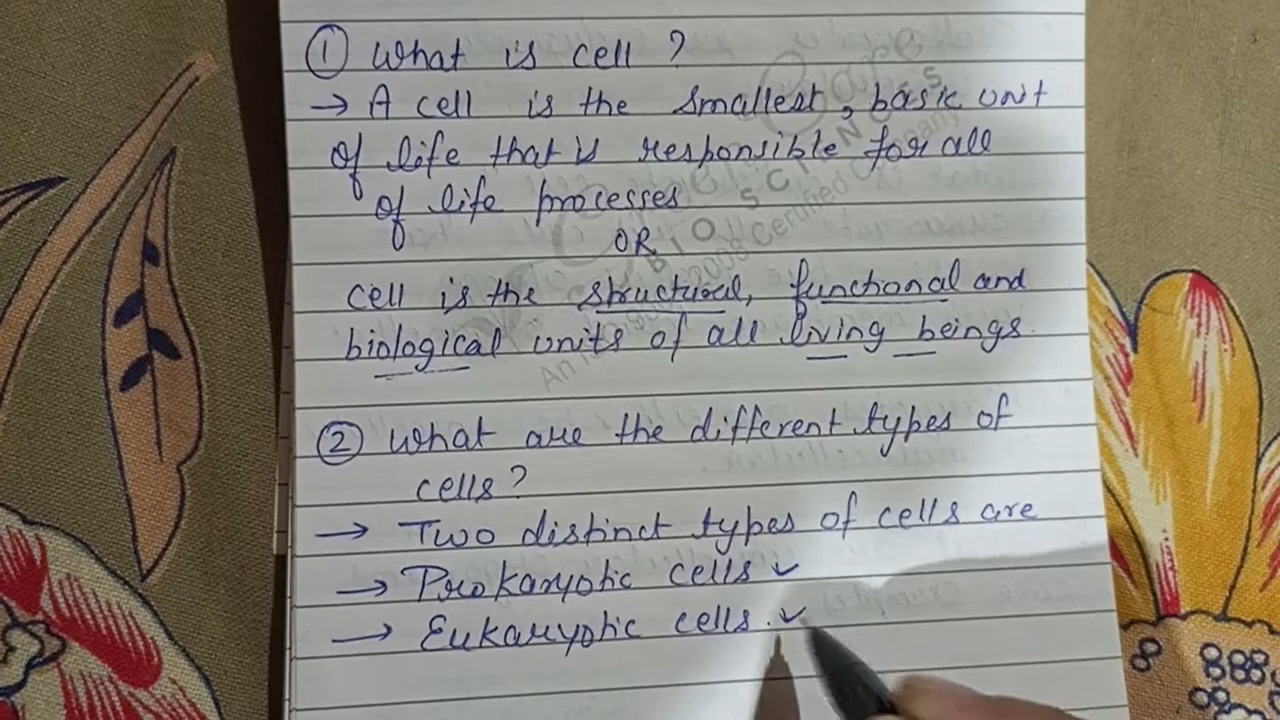 ① What is cell ?
→ A cell is the smallest, basic unit
of life that is responsible for all
of life processes
OR
cell is the structural, functional and
biological units of all living beings.
② What are the different types of
cells?
→ Two distinct types of cells are
→ Prokaryotic cells ✓
→ Eukaryotic cells. ✓